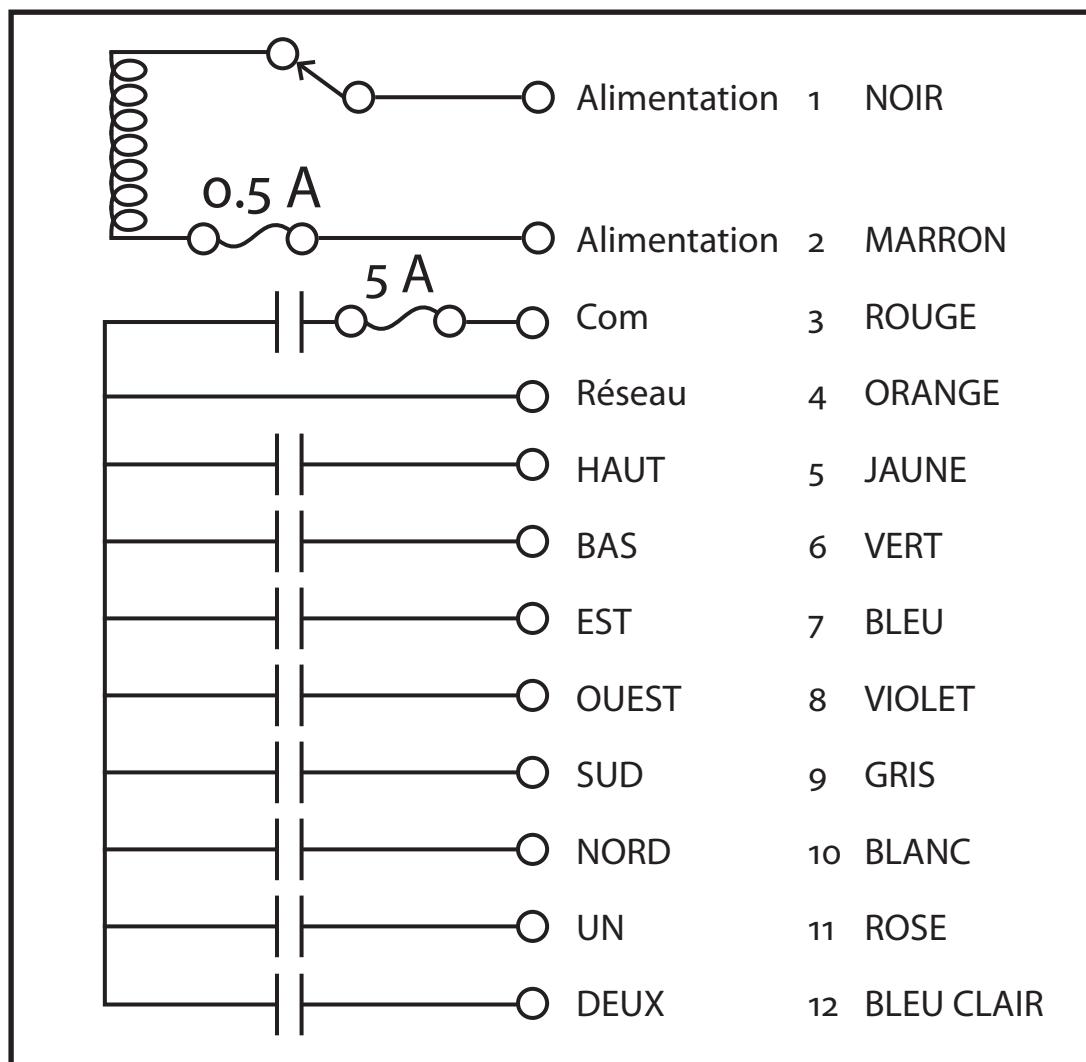 Alimentation 1 NOIR
0.5 A
Alimentation 2 MARRON
5 A
Com 3 ROUGE
Réseau 4 ORANGE
HAUT 5 JAUNE
BAS 6 VERT
EST 7 BLEU
OUEST 8 VIOLET
SUD 9 GRIS
NORD 10 BLANC
UN 11 ROSE
DEUX 12 BLEU CLAIR